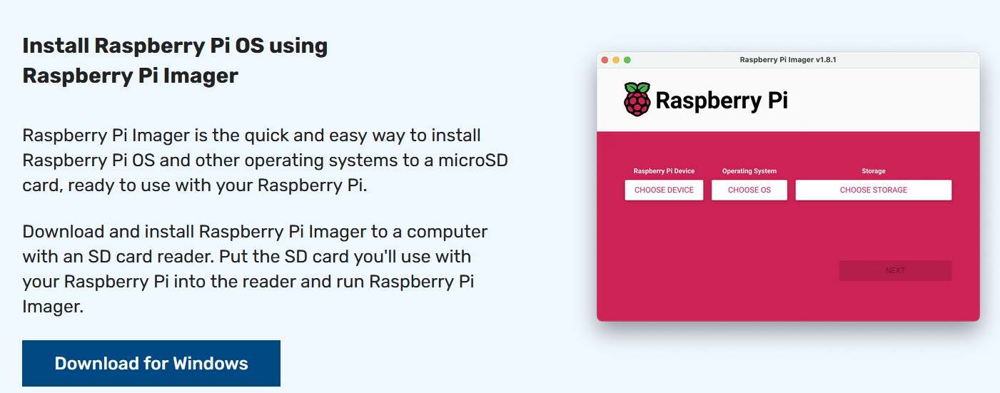 Install Raspberry Pi OS using
Raspberry Pi Imager
Raspberry Pi Imager is the quick and easy way to install
Raspberry Pi OS and other operating systems to a microSD
card, ready to use with your Raspberry Pi.
Download and install Raspberry Pi Imager to a computer
with an SD card reader. Put the SD card you'll use with
your Raspberry Pi into the reader and run Raspberry Pi
Imager.
Download for Windows
Raspberry Pi Imager v1.8.1
Raspberry Pi
Raspberry Pi Device
Operating System
Storage
CHOOSE DEVICE
CHOOSE OS
CHOOSE STORAGE
NEXT